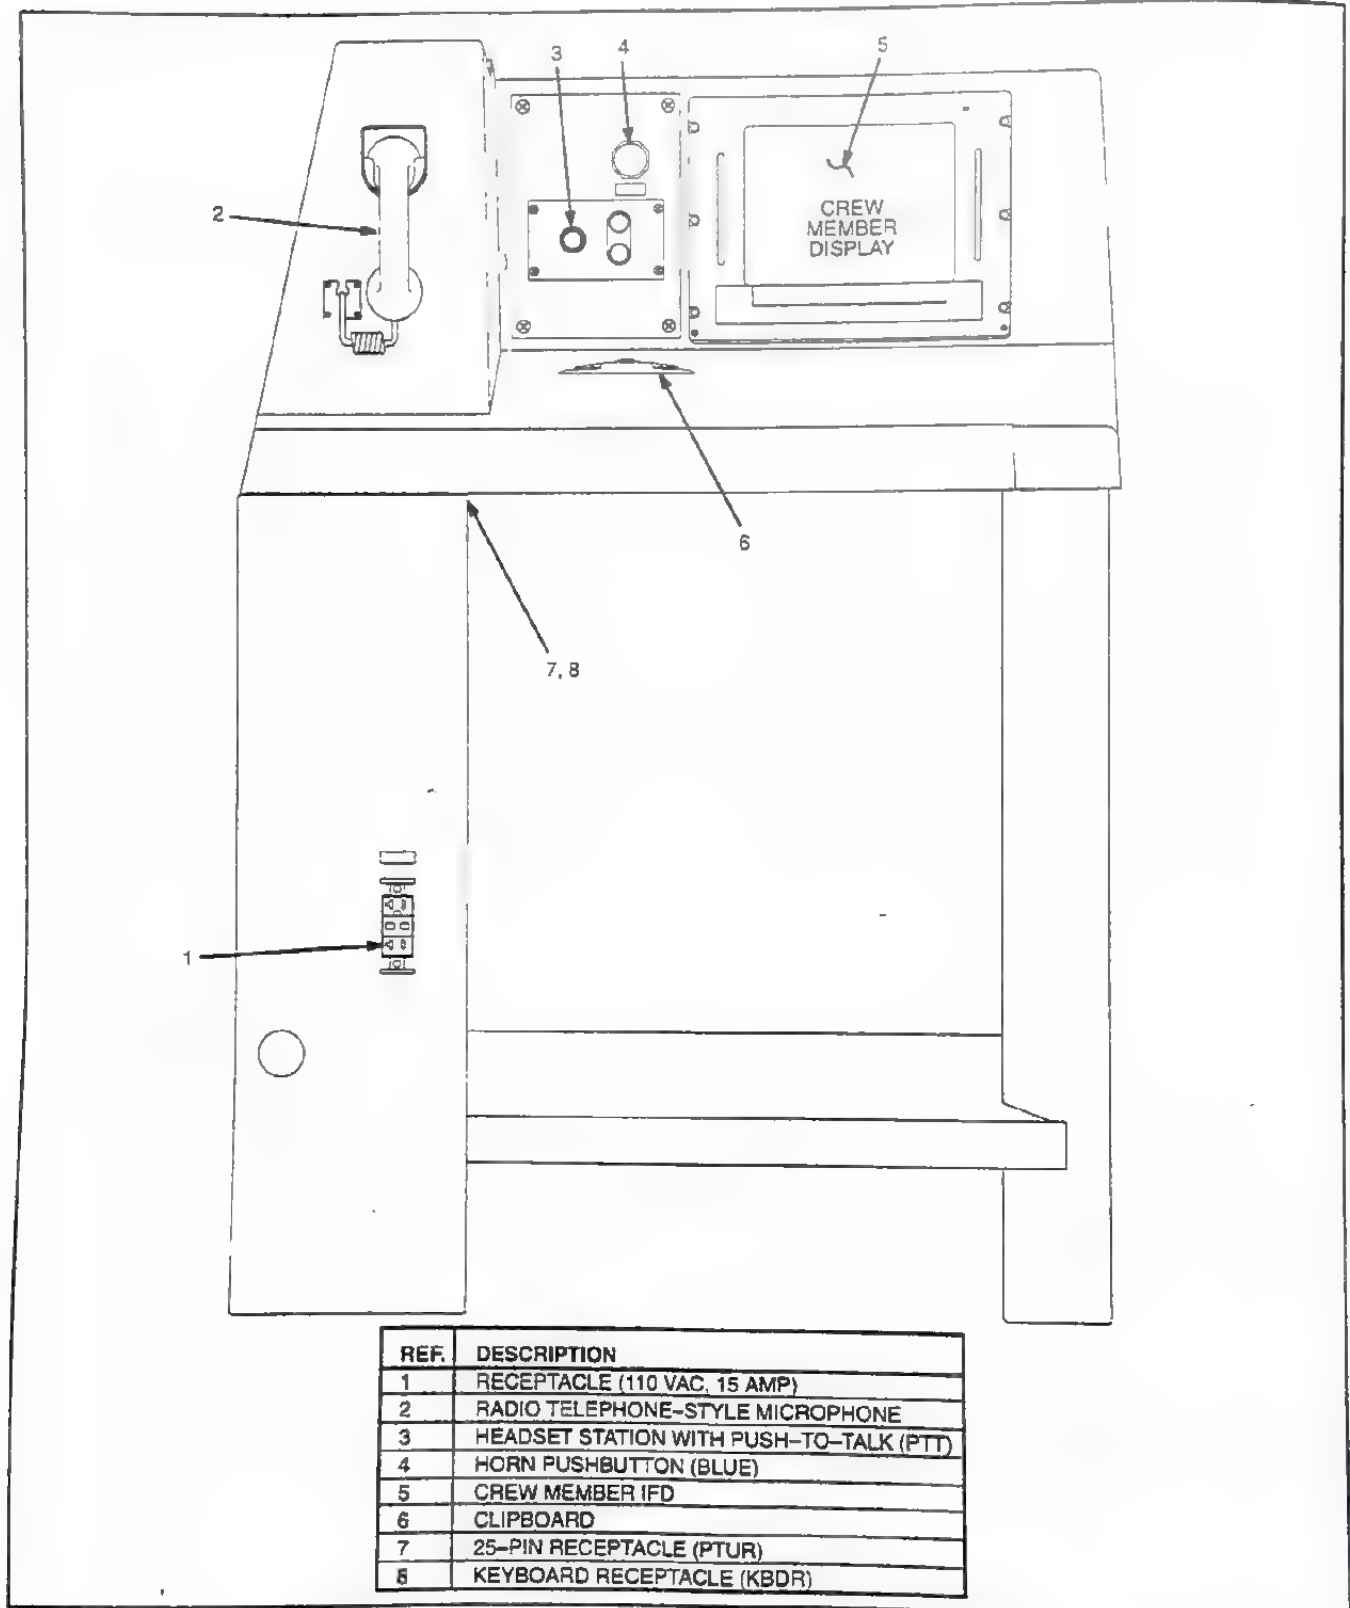 3
4
5
2
CREW
MEMBER
DISPLAY
6
7, 8
1
REF. DESCRIPTION
1 RECEPTACLE (110 VAC, 15 AMP)
2 RADIO TELEPHONE-STYLE MICROPHONE
3 HEADSET STATION WITH PUSH-TO-TALK (PTT)
4 HORN PUSHBUTTON (BLUE)
5 CREW MEMBER IFD
6 CLIPBOARD
7 25-PIN RECEPTACLE (PTUR)
8 KEYBOARD RECEPTACLE (KBDR)